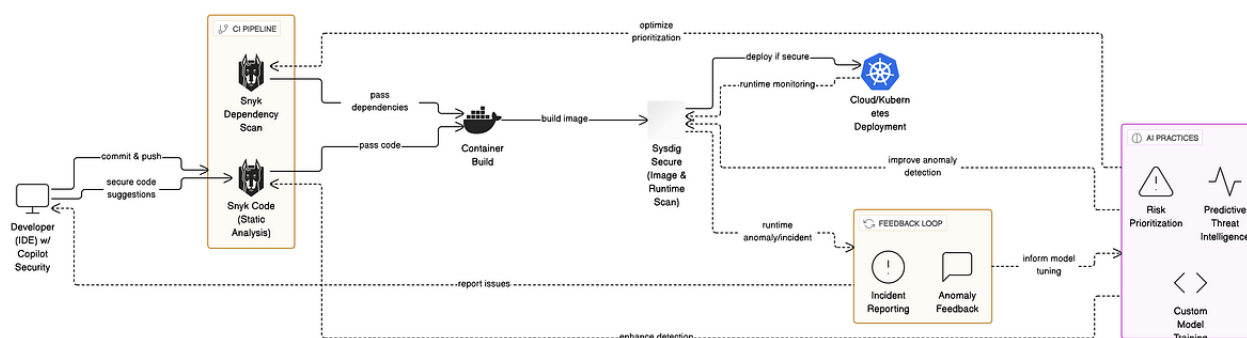 optimize
prioritization
CI PIPELINE
Snyk
Dependency
Scan
pass
dependencies
pass code
Container
Build
build image
Sysdig
Secure
(Image &
Runtime
Scan)
deploy if secure
runtime monitoring
Cloud/Kubern
etes
Deployment
AI PRACTICES
Risk
Prioritization
Predictive
Threat
Intelligence
Custom
Model
Training
improve anomaly
detection
commit & push
secure code
suggestions
Developer
(IDE) w/
Copilot
Security
Snyk Code
(Static
Analysis)
runtime
anomaly/incident
FEEDBACK LOOP
Incident
Reporting
Anomaly
Feedback
inform model
tuning
report issues
enhance detection